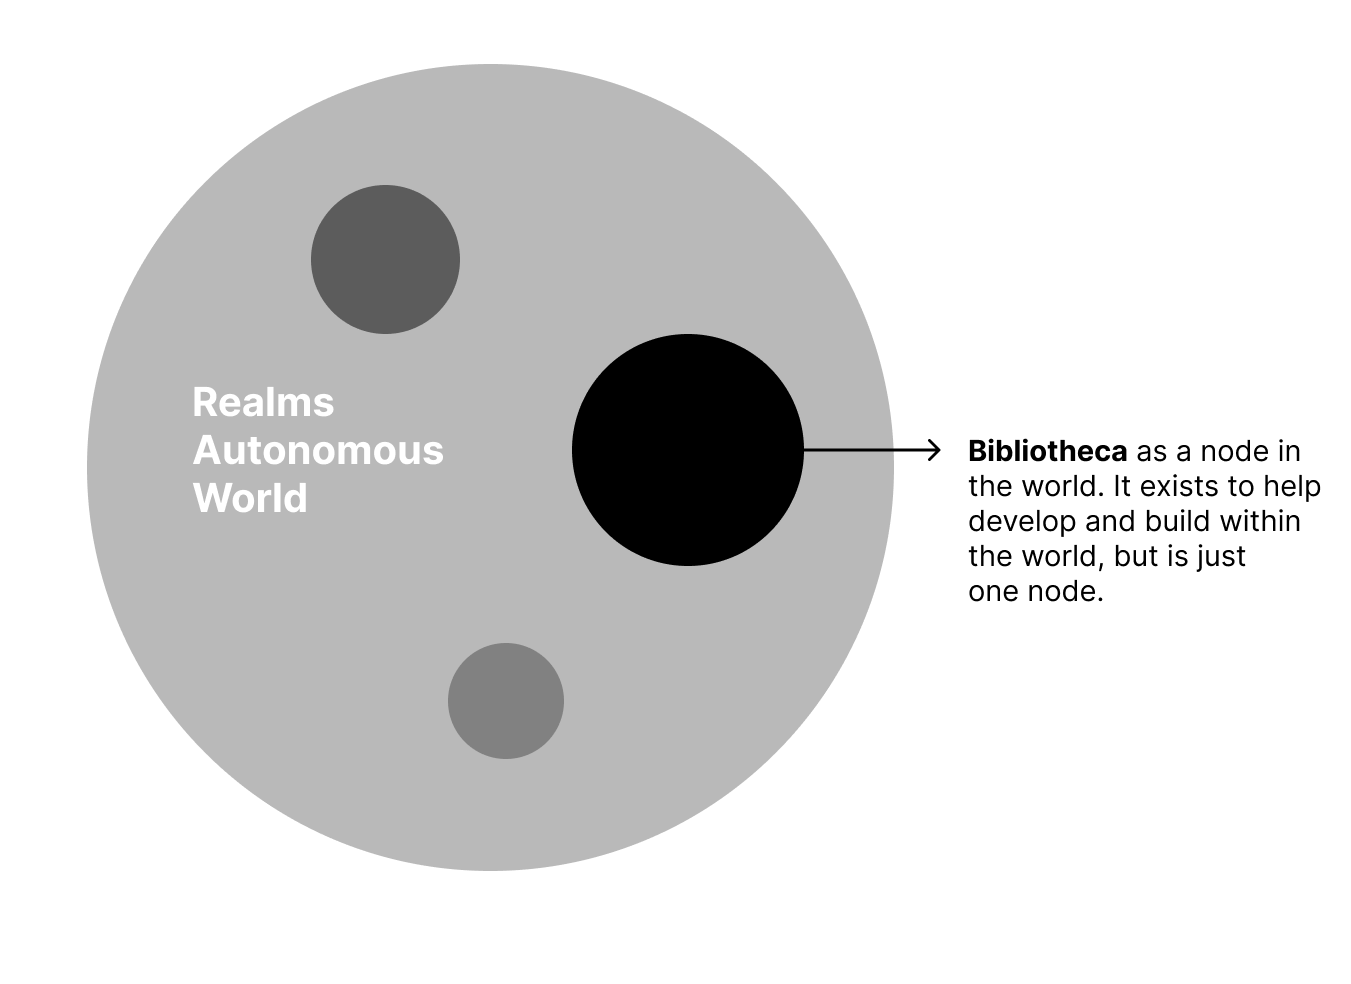 Realms
Autonomous
World
Bibliotheca as a node in
the world. It exists to help
develop and build within
the world, but is just
one node.